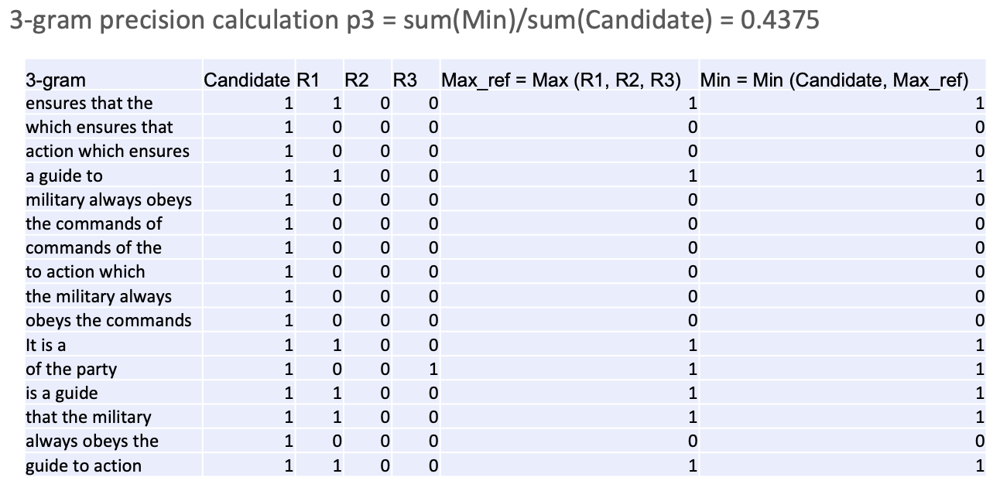 3-gram precision calculation p3 = sum(Min)/sum(Candidate) = 0.4375
3-gram Candidate R1 R2 R3 Max_ref = Max (R1, R2, R3) Min = Min (Candidate, Max_ref)
ensures that the 1 1 0 0 1 1
which ensures that 1 0 0 0 0 0
action which ensures 1 0 0 0 0 0
a guide to 1 1 0 0 1 1
military always obeys 1 0 0 0 0 0
the commands of 1 0 0 0 0 0
commands of the 1 0 0 0 0 0
to action which 1 0 0 0 0 0
the military always 1 0 0 0 0 0
obeys the commands 1 0 0 0 0 0
It is a 1 1 0 0 1 1
of the party 1 0 0 1 1 1
is a guide 1 1 0 0 1 1
that the military 1 1 0 0 1 1
always obeys the 1 0 0 0 0 0
guide to action 1 1 0 0 1 1